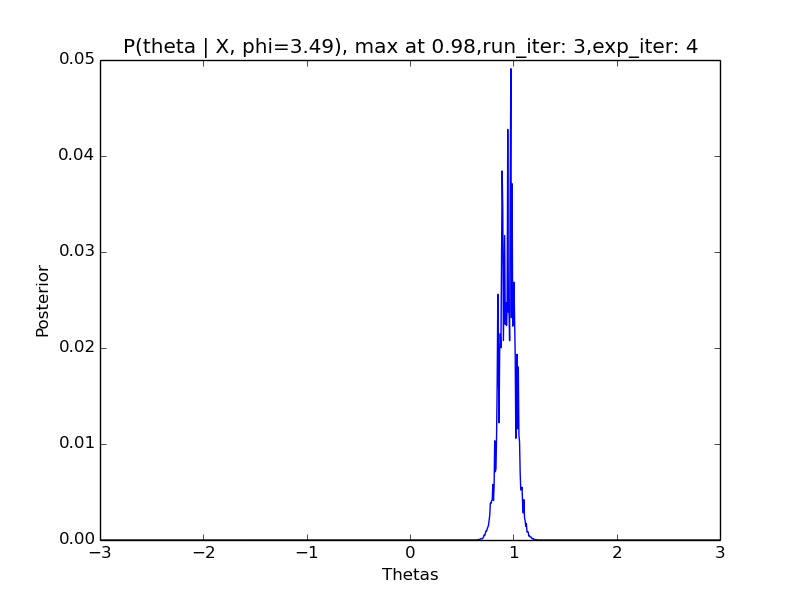 P(theta | X, phi=3.49), max at 0.98,run_iter: 3,exp_iter: 4
0.05
0.04
0.03
0.02
0.01
0.00
Posterior
−3 −2 −1 0 1 2 3
Thetas